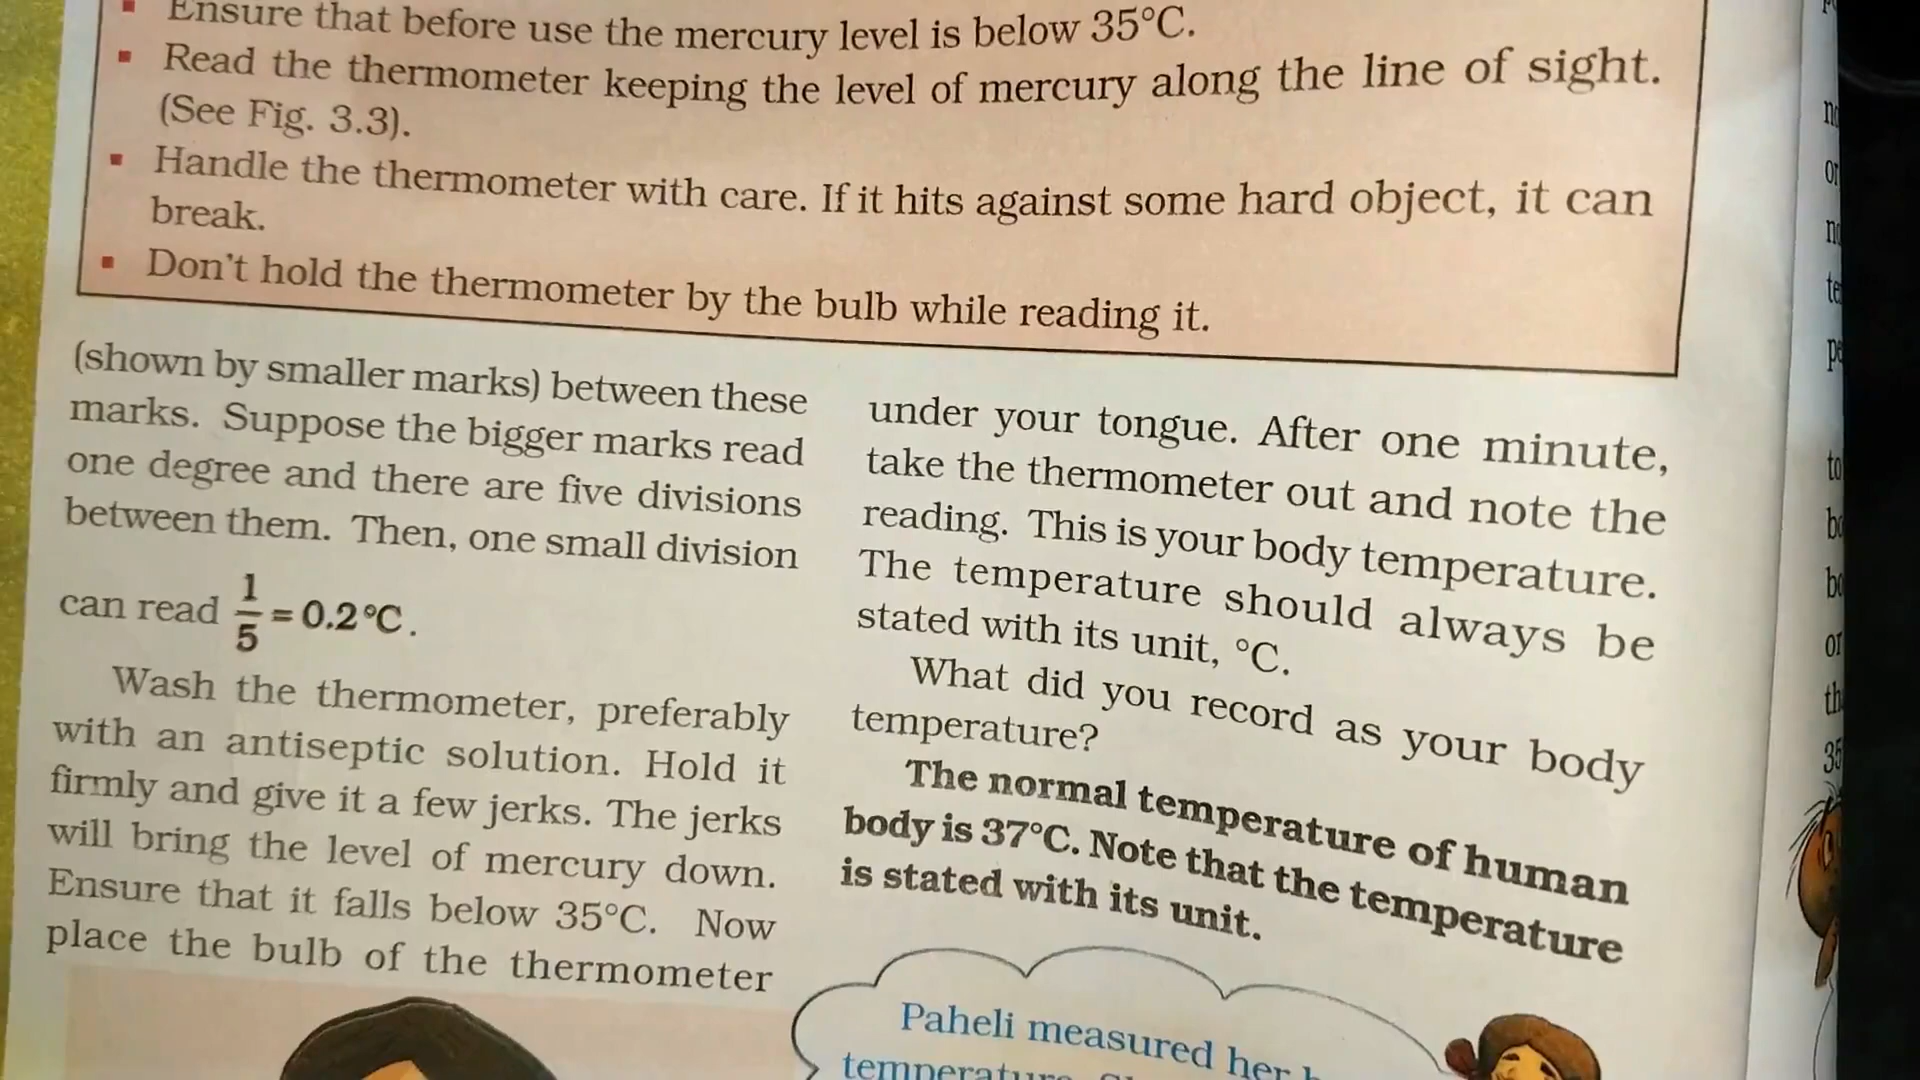 Ensure that before use the mercury level is below 35°C.
Read the thermometer keeping the level of mercury along the line of sight.
(See Fig. 3.3).
Handle the thermometer with care. If it hits against some hard object, it can
break.
Don't hold the thermometer by the bulb while reading it.
(shown by smaller marks) between these
marks. Suppose the bigger marks read
one degree and there are five divisions
between them. Then, one small division
can read 1/5 = 0.2°C.
Wash the thermometer, preferably
with an antiseptic solution. Hold it
firmly and give it a few jerks. The jerks
will bring the level of mercury down.
Ensure that it falls below 35°C. Now
place the bulb of the thermometer
under your tongue. After one minute,
take the thermometer out and note the
reading. This is your body temperature.
The temperature should always be
stated with its unit, °C.
What did you record as your body
temperature?
The normal temperature of human
body is 37°C. Note that the temperature
is stated with its unit.
Paheli measured her
temperature.